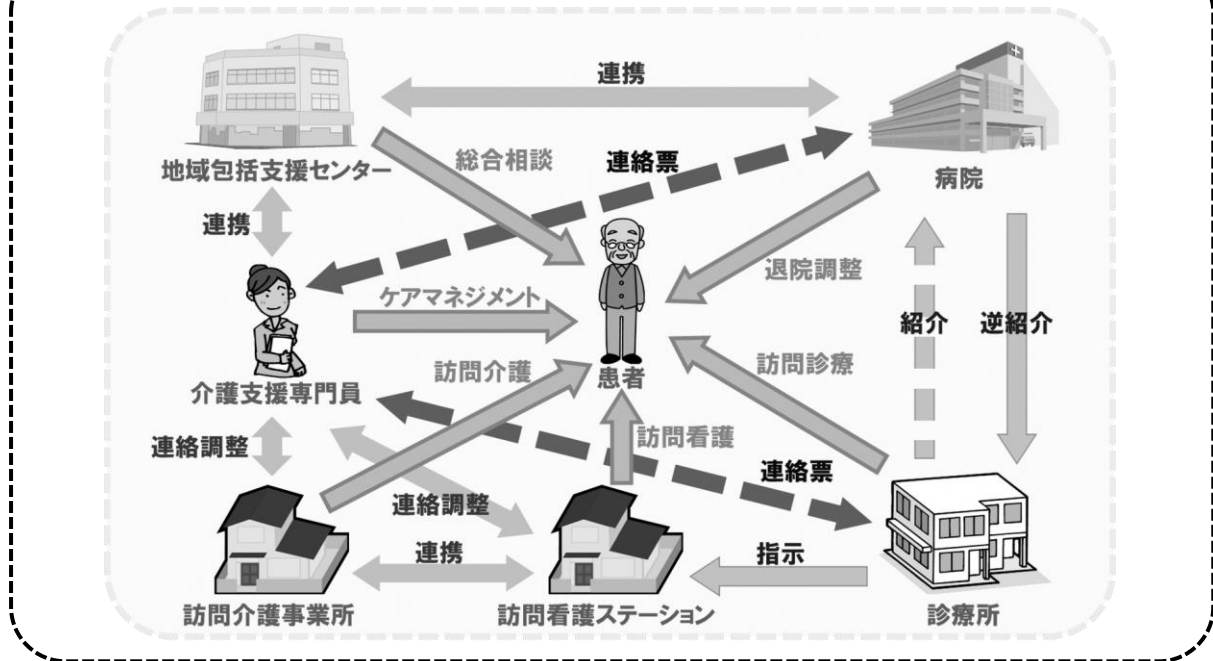 連携
地域包括支援センター
総合相談
連絡票
病院
連携
退院調整
ケアマネジメント
紹介
逆紹介
訪問介護
患者
訪問診療
介護支援専門員
連絡調整
訪問看護
連絡票
連絡調整
連携
指示
訪問介護事業所
訪問看護ステーション
診療所